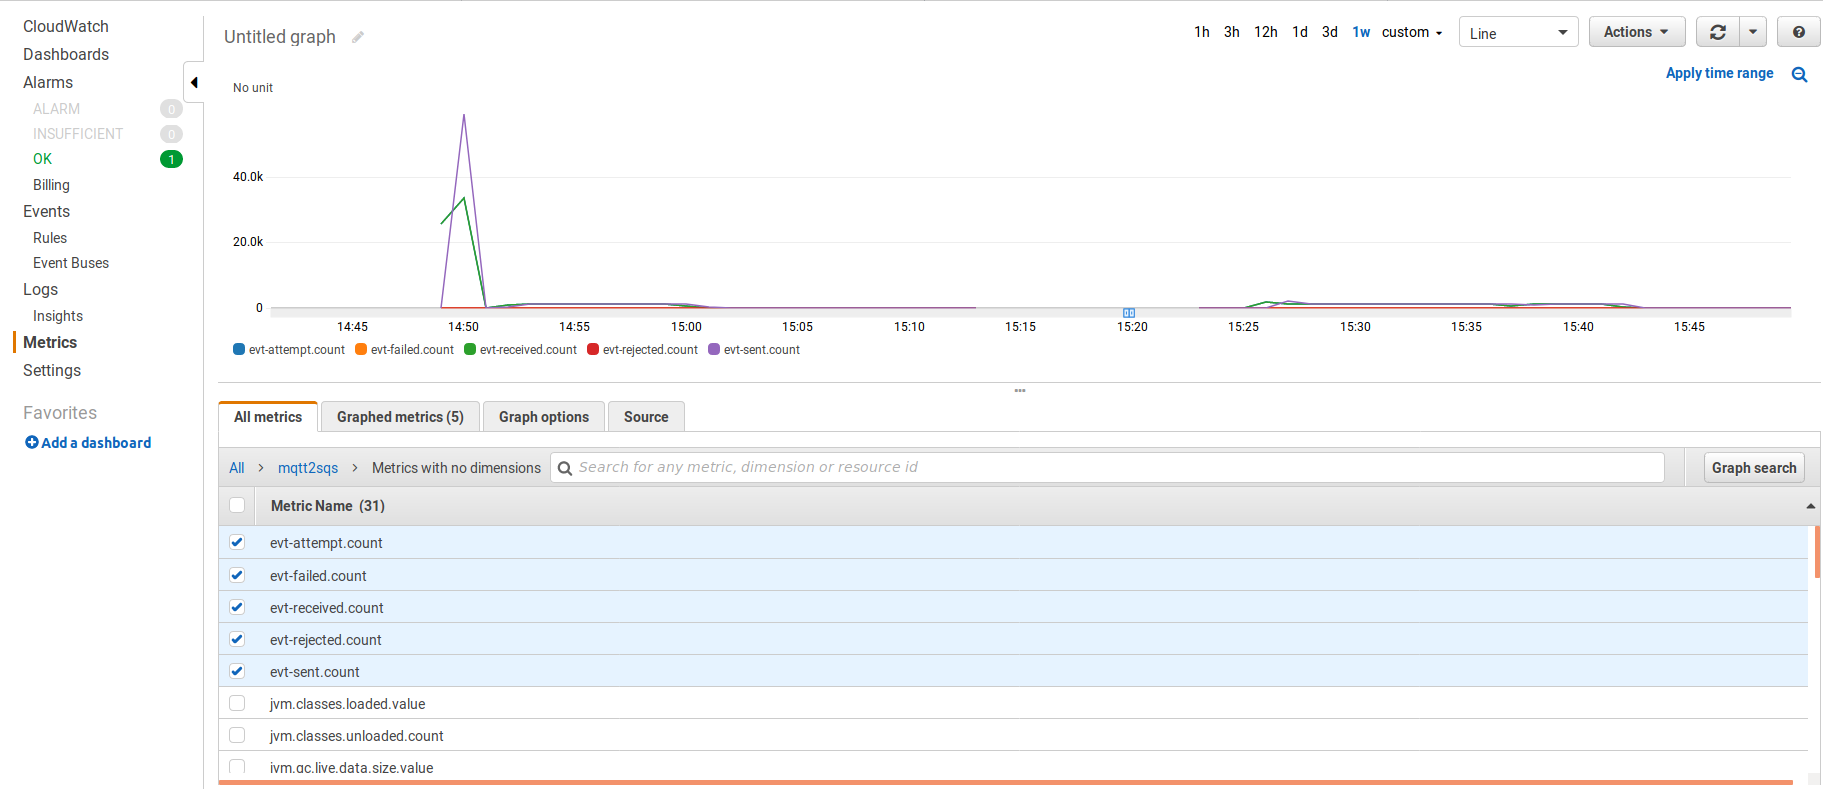 CloudWatch
Dashboards
Alarms
ALARM 0
INSUFFICIENT 0
OK 1
Billing
Events
Rules
Event Buses
Logs
Insights
Metrics
Settings
Favorites
Add a dashboard
Untitled graph
1h 3h 12h 1d 3d 1w custom
Line
Actions
?
Apply time range
No unit
40.0k
20.0k
0
14:45 14:50 14:55 15:00 15:05 15:10 15:15 15:20 15:25 15:30 15:35 15:40 15:45
evt-attempt.count evt-failed.count evt-received.count evt-rejected.count evt-sent.count
All metrics Graphed metrics (5) Graph options Source
All > mqtt2sqs > Metrics with no dimensions Search for any metric, dimension or resource id Graph search
Metric Name (31)
evt-attempt.count
evt-failed.count
evt-received.count
evt-rejected.count
evt-sent.count
jvm.classes.loaded.value
jvm.classes.unloaded.count
jvm.gc.live.data.size.value